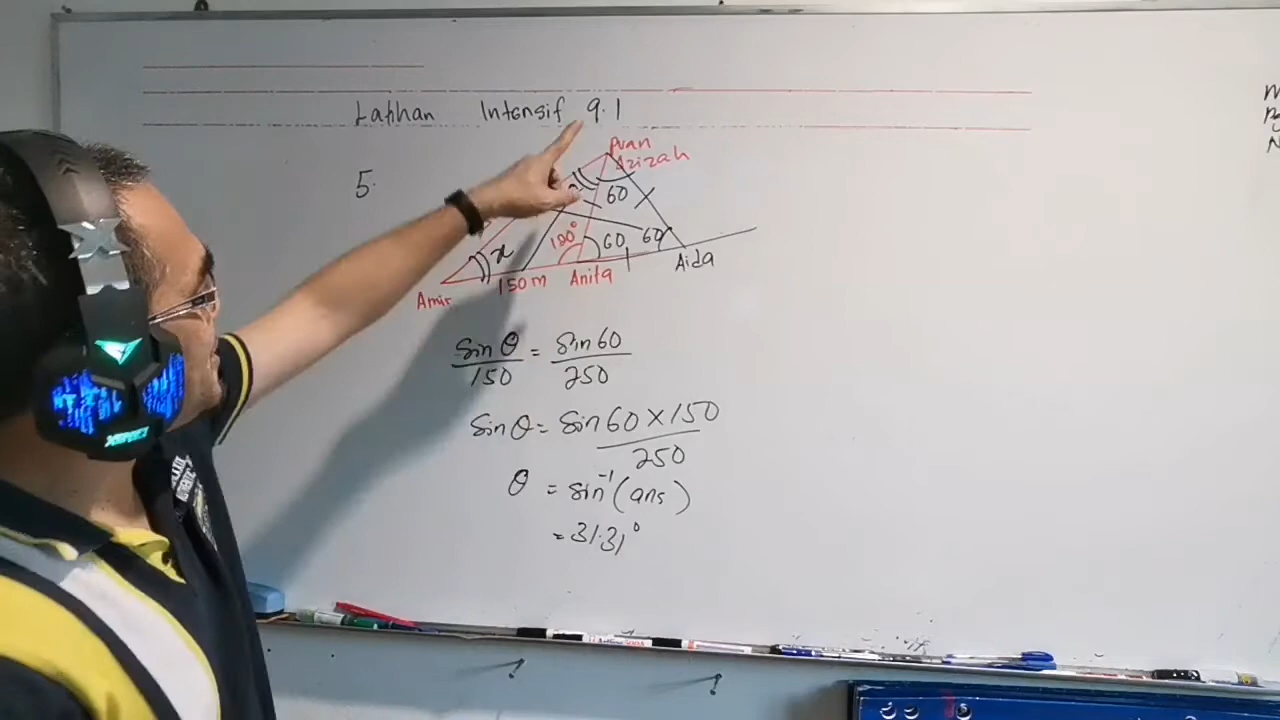 Latihan Intensif 9.1
5.
Puan
Azizah
60
x
120°
60
60
Aida
150m
Anita
Amir
Sin θ = Sin 60
150 250
Sin θ = Sin 60 × 150
250
θ = sin⁻¹ (ans)
= 31.31°